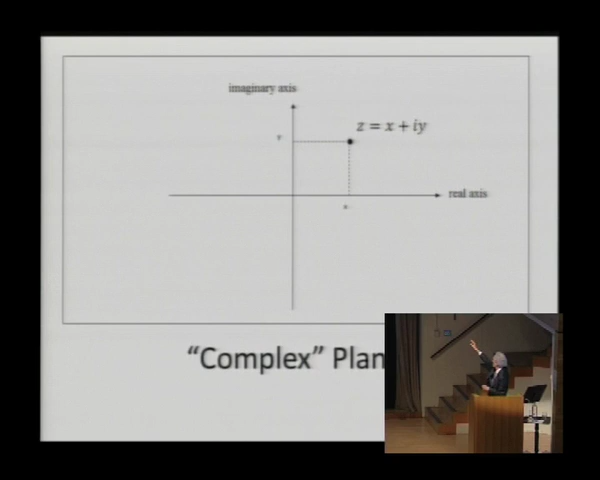 imaginary axis
z = x + iy
real axis
“Complex” Plan